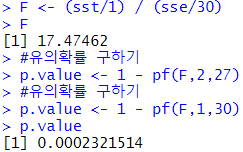 > F <- (sst/1) / (sse/30)
> F
[1] 17.47462
> #유의확률 구하기
> p.value <- 1 - pf(F,2,27)
> #유의확률 구하기
> p.value <- 1 - pf(F,1,30)
> p.value
[1] 0.0002321514